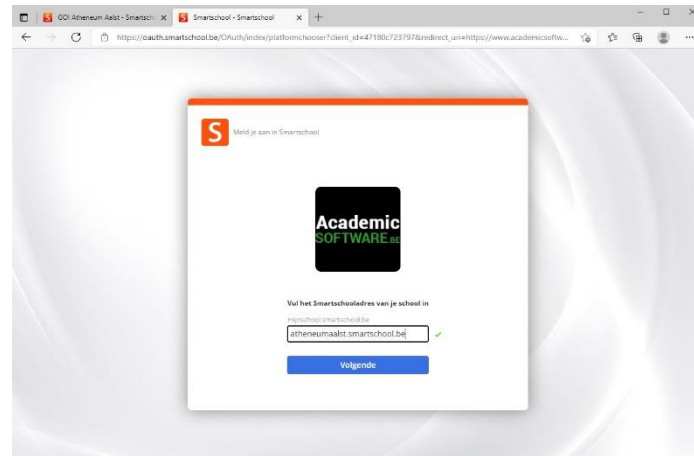 GO! Atheneum Aalst - Smartsch
Smartschool - Smartschool
https://oauth.smartschool.be/OAuth/index/platformchooser?client_id=47180c723797&redirect_uri=https://www.academicsoftw...
S
Meld je aan in Smartschool
Academic
SOFTWARE.BE
Vul het Smartschooladres van je school in
mijnschool.smartschool.be
atheneumaalst.smartschool.be
Volgende